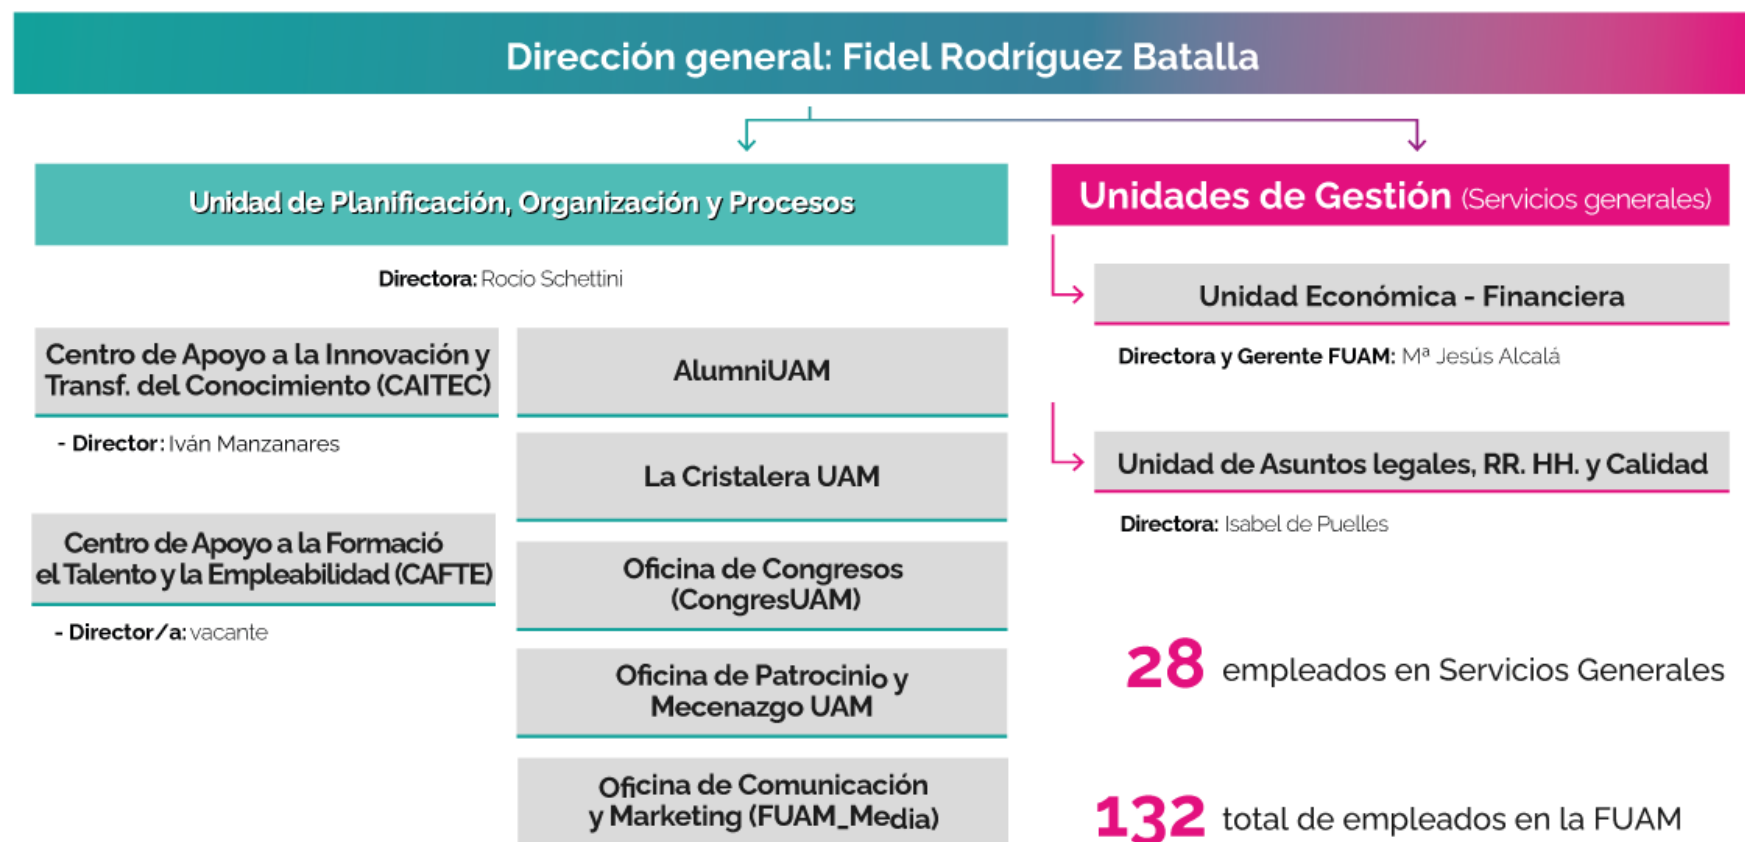 Dirección general: Fidel Rodríguez Batalla
Unidad de Planificación, Organización y Procesos
Directora: Rocío Schettini
Centro de Apoyo a la Innovación y
Transf. del Conocimiento (CAITEC)
- Director: Iván Manzanares
Centro de Apoyo a la Formació
el Talento y la Empleabilidad (CAFTE)
- Director/a: vacante
AlumniUAM
La Cristalera UAM
Oficina de Congresos
(CongresUAM)
Oficina de Patrocinio y
Mecenazgo UAM
Oficina de Comunicación
y Marketing (FUAM_Media)
Unidades de Gestión (Servicios generales)
Unidad Económica - Financiera
Directora y Gerente FUAM: Mª Jesús Alcalá
Unidad de Asuntos legales, RR. HH. y Calidad
Directora: Isabel de Puelles
28 empleados en Servicios Generales
132 total de empleados en la FUAM